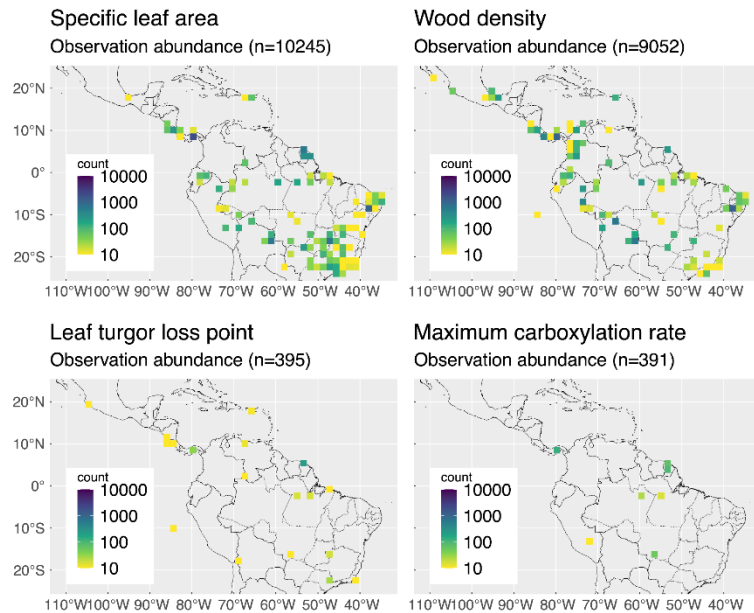 Specific leaf area
Observation abundance (n=10245)
20°N
10°N
0°
10°S
20°S
count
10000
1000
100
10
110°W 100°W 90°W 80°W 70°W 60°W 50°W 40°W
Wood density
Observation abundance (n=9052)
count
10000
1000
100
10
110°W 100°W 90°W 80°W 70°W 60°W 50°W 40°W
Leaf turgor loss point
Observation abundance (n=395)
20°N
10°N
0°
10°S
20°S
count
10000
1000
100
10
110°W 100°W 90°W 80°W 70°W 60°W 50°W 40°W
Maximum carboxylation rate
Observation abundance (n=391)
count
10000
1000
100
10
110°W 100°W 90°W 80°W 70°W 60°W 50°W 40°W